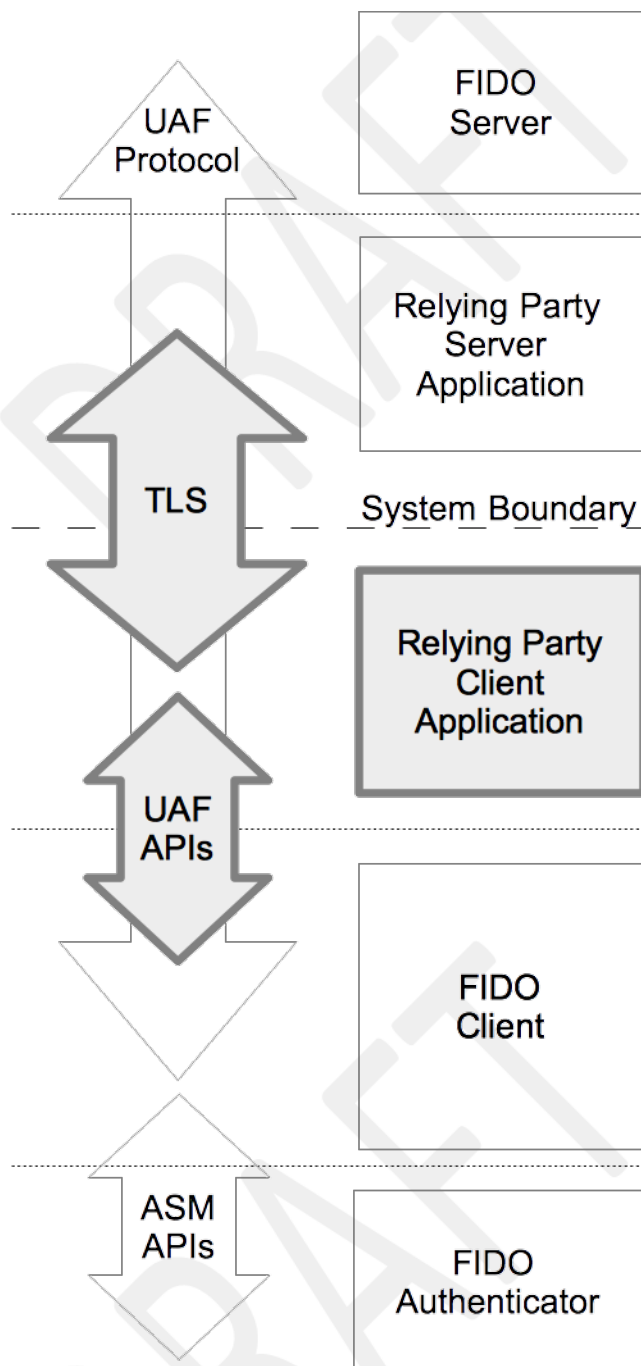 UAF
Protocol
FIDO
Server
Relying Party
Server
Application
TLS
System Boundary
Relying Party
Client
Application
UAF
APIs
FIDO
Client
ASM
APIs
FIDO
Authenticator
DRAFT
DRAFT